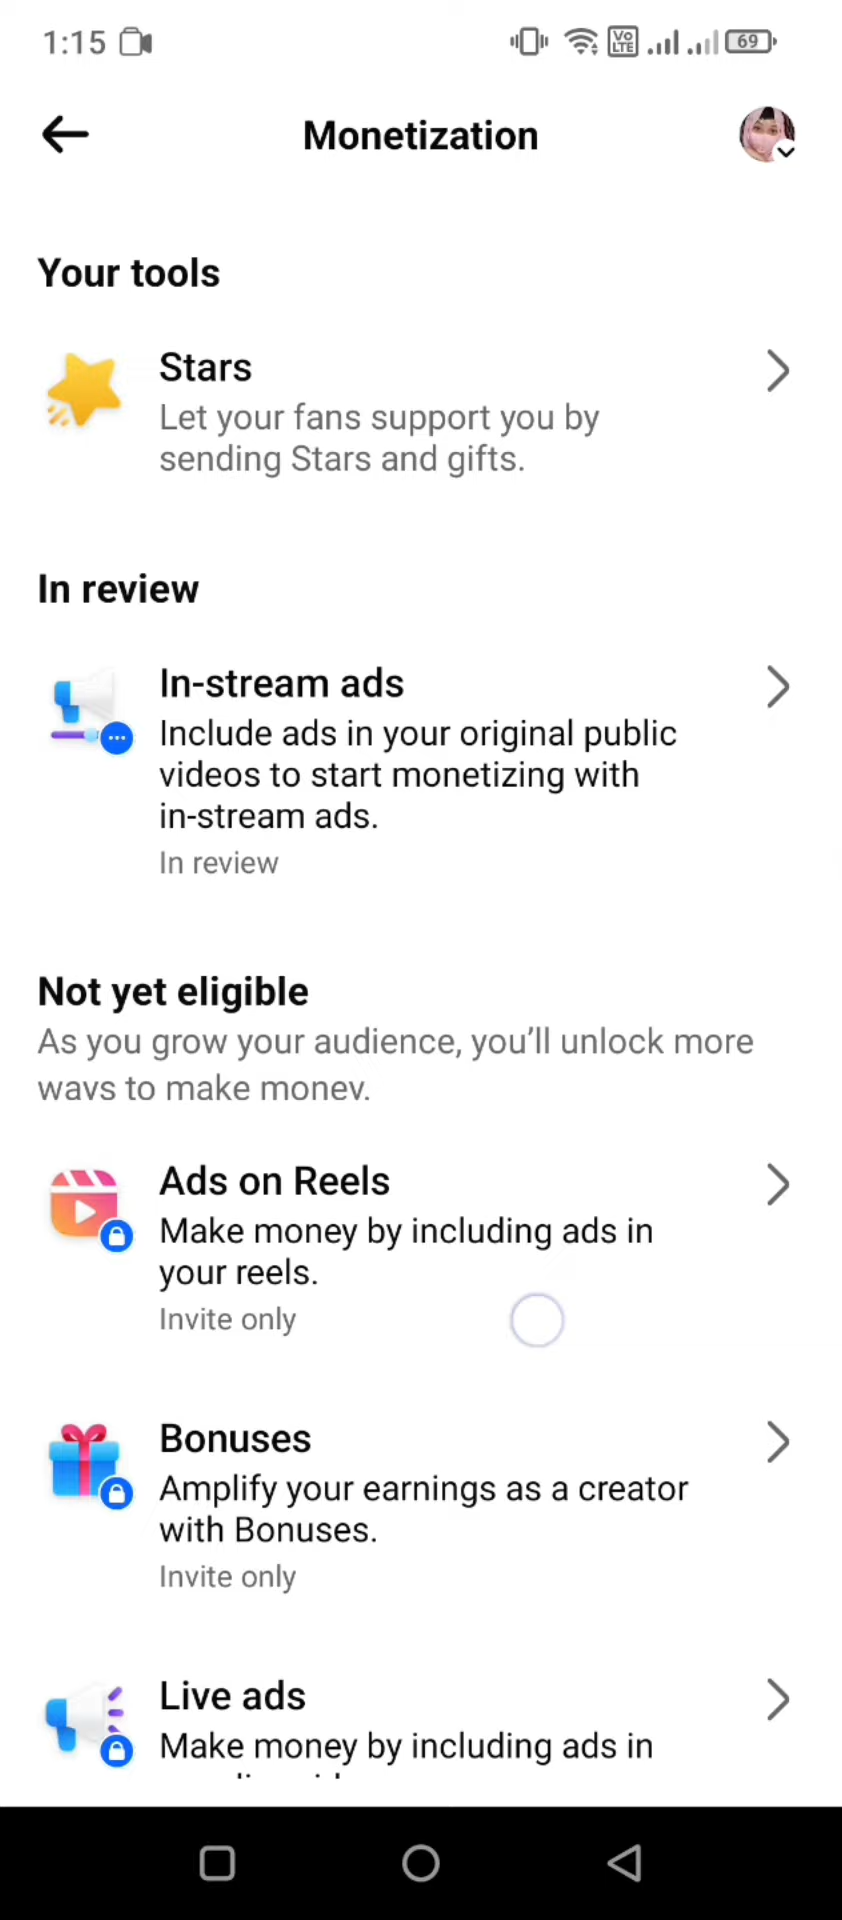 1:15
VO
LTE
69
Monetization
Your tools
Stars
Let your fans support you by
sending Stars and gifts.
In review
In-stream ads
Include ads in your original public
videos to start monetizing with
in-stream ads.
In review
Not yet eligible
As you grow your audience, you’ll unlock more
ways to make money.
Ads on Reels
Make money by including ads in
your reels.
Invite only
Bonuses
Amplify your earnings as a creator
with Bonuses.
Invite only
Live ads
Make money by including ads in